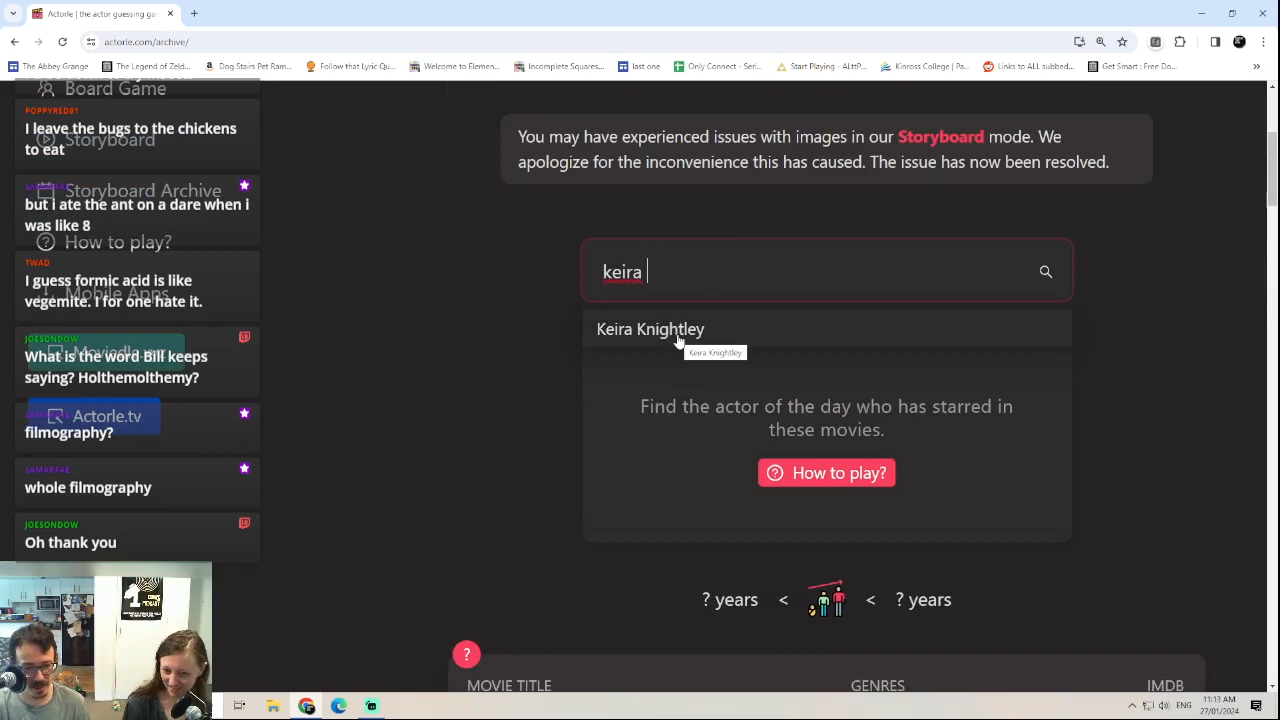 Actorle | the actor guessing ga
actorle.com/archive/
The Abbey Grange
The Legend of Zeld...
Dog Stairs Pet Ram...
Follow that Lyric Qu...
Welcome to Elemen...
Incomplete Squares...
last one
Only Connect
Start Playing - ALttP...
Kinross College | Pa...
Links to ALL subbed...
Get Smart : Free Do...
Board Game
POPPYRED81
I leave the bugs to the chickens
to eat
Storyboard
SAMARFAE
Storyboard Archive
but i ate the ant on a dare when i
was like 8
How to play?
TWAD
I guess formic acid is like
vegemite. I for one hate it.
Mobile Apps
JOESONDOW
What is the word Bill keeps
saying? Holthemolthemy?
SAMARFAE
Actorle.tv
filmography?
SAMARFAE
whole filmography
JOESONDOW
Oh thank you
You may have experienced issues with images in our Storyboard mode. We
apologize for the inconvenience this has caused. The issue has now been resolved.
keira
Keira Knightley
Keira Knightley
Find the actor of the day who has starred in
these movies.
How to play?
? years < < ? years
?
MOVIE TITLE GENRES IMDB
ENG
11:13 AM
27/01/2024